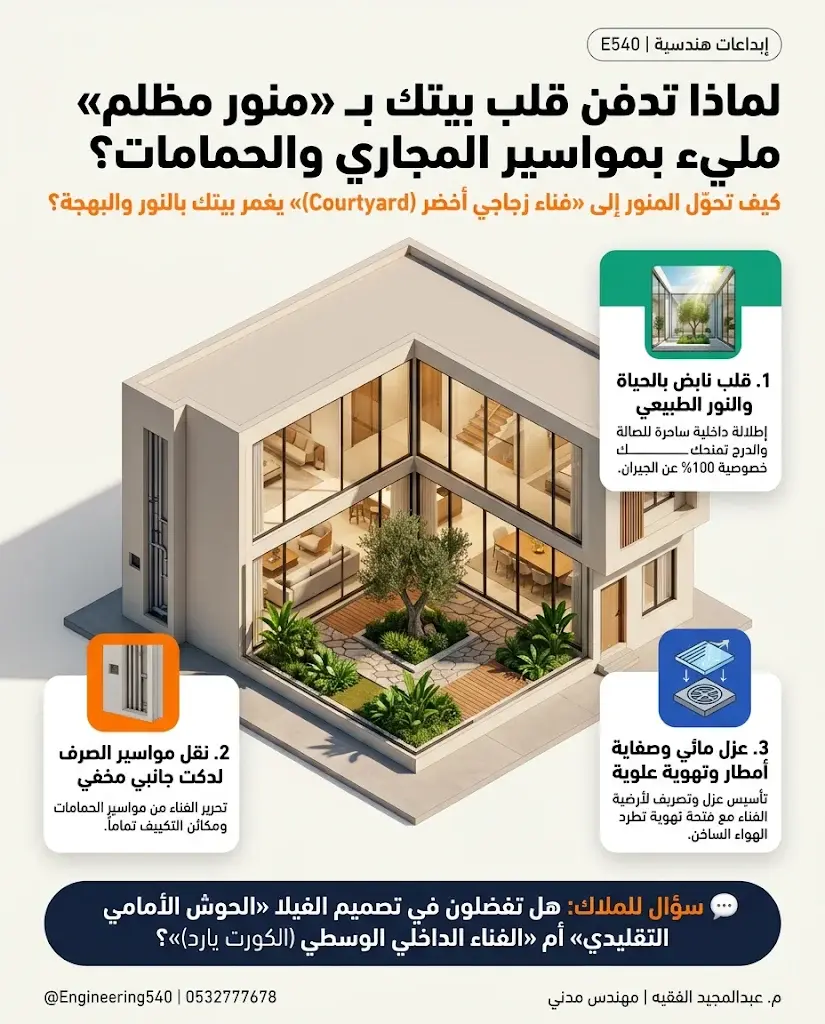 إبداعات هندسية | E540
لماذا تدفن قلب بيتك بـ «منور مظلم»
مليء بمواسير المجاري والحمامات؟
كيف تحوّل المنور إلى «فناء زجاجي أخضر (Courtyard)» يغمر بيتك بالنور والبهجة؟
1. قلب نابض بالحياة
والنور الطبيعي
إطلالة داخلية ساحرة للصالة
والدرج تمنحك ـــــــــك
خصوصية 100% عن الجيران.
2. نقل مواسير الصرف
لدكت جانبي مخفي
تحرير الفناء من مواسير الحمامات
ومكائن التكييف تماماً.
3. عزل مائي وصفاية
أمطار وتهوية علوية
تأسيس عزل وتصريف لأرضية
الفناء مع فتحة تهوية تطرد
الهواء الساخن.
💬 سؤال للملاك: هل تفضلون في تصميم الفيلا «الحوش الأمامي
التقليدي» أم «الفناء الداخلي الوسطي (الكورت يارد)»؟
م. عبدالمجيد الفقيه | مهندس مدني
@Engineering540 | 0532777678